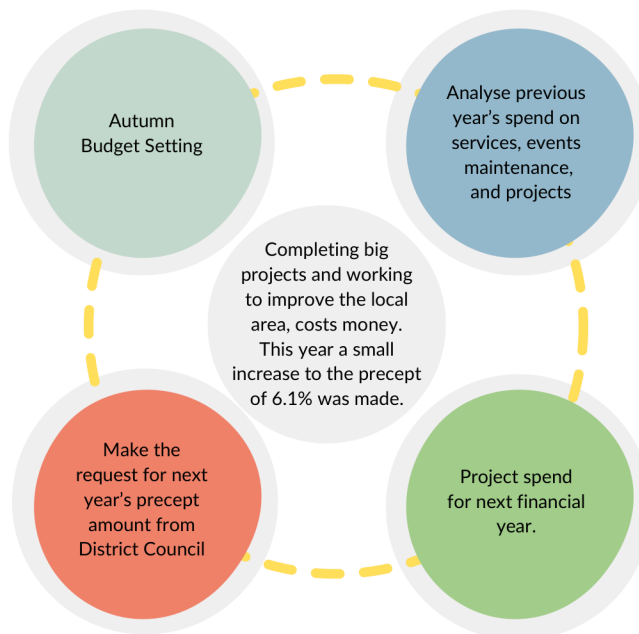 Autumn
Budget Setting
Analyse previous
year's spend on
services, events
maintenance,
and projects
Completing big
projects and working
to improve the local
area, costs money.
This year a small
increase to the precept
of 6.1% was made.
Make the
request for next
year's precept
amount from
District Council
Project spend
for next financial
year.